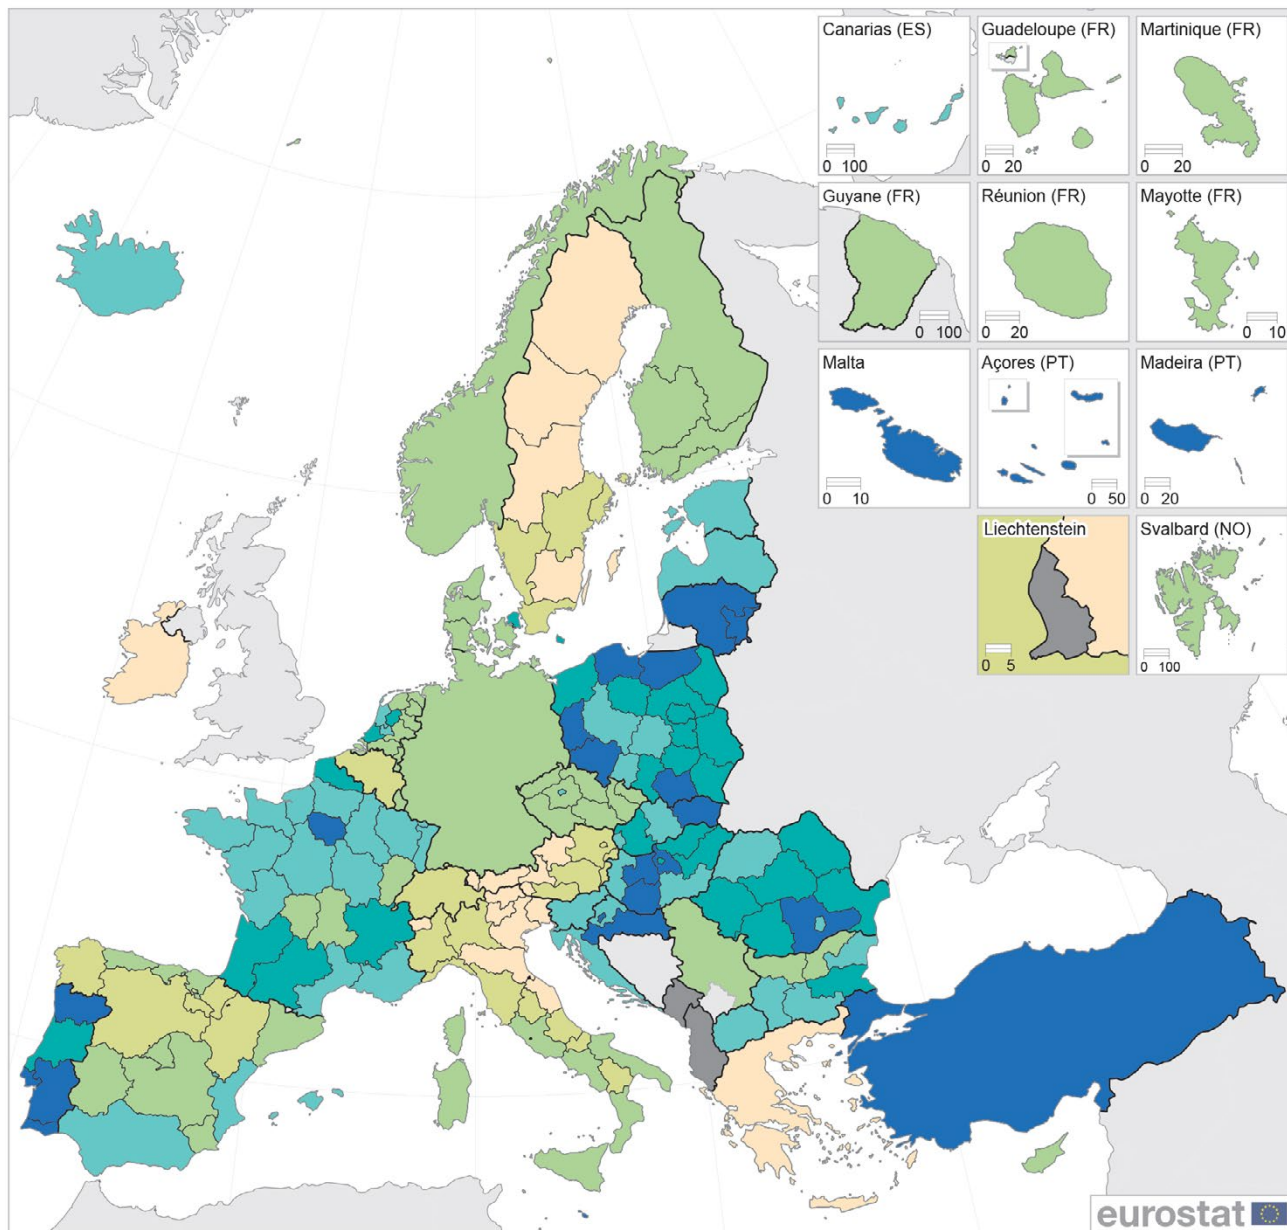 Canarias (ES)
0 100
Guadeloupe (FR)
0 20
Martinique (FR)
0 20
Guyane (FR)
0 100
Réunion (FR)
0 20
Mayotte (FR)
0 10
Malta
0 10
Açores (PT)
0 50
Madeira (PT)
0 20
Liechtenstein
0 5
Svalbard (NO)
0 100
eurostat